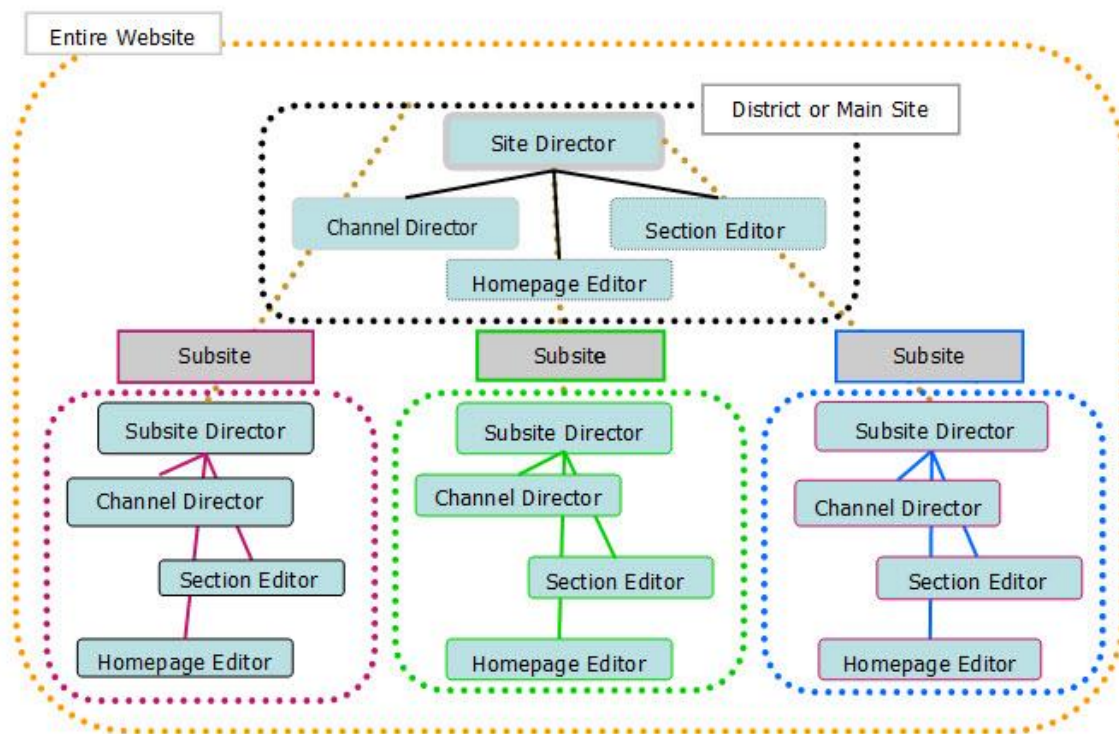 Entire Website
District or Main Site
Site Director
Channel Director
Section Editor
Homepage Editor
Subsite
Subsite
Subsite
Subsite Director
Channel Director
Section Editor
Homepage Editor
Subsite Director
Channel Director
Section Editor
Homepage Editor
Subsite Director
Channel Director
Section Editor
Homepage Editor